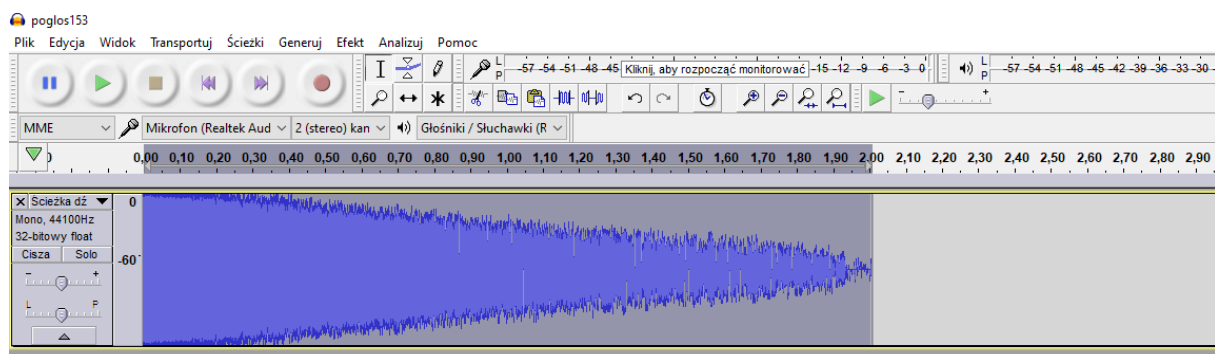 poglos153
Plik Edycja Widok Transportuj Ścieżki Generuj Efekt Analizuj Pomoc
L
P
-57 -54 -51 -48 -45 Kliknij, aby rozpocząć monitorować -15 -12 -9 -6 -3 0
L
P
-57 -54 -51 -48 -45 -42 -39 -36 -33 -30 -
- +
MME Mikrofon (Realtek Aud 2 (stereo) kan Głośniki / Słuchawki (R
0,00 0,10 0,20 0,30 0,40 0,50 0,60 0,70 0,80 0,90 1,00 1,10 1,20 1,30 1,40 1,50 1,60 1,70 1,80 1,90 2,00 2,10 2,20 2,30 2,40 2,50 2,60 2,70 2,80 2,90
X Ścieżka dź 0
Mono, 44100Hz
32-bitowy float
Cisza Solo -60
- +
L P